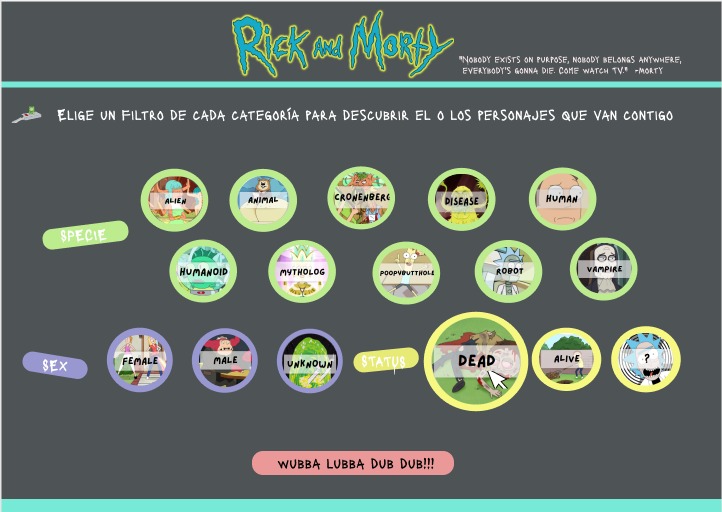 Rick and Morty
"Nobody exists on purpose, nobody belongs anywhere,
everybody's gonna die. Come watch TV." -Morty
Elige un filtro de cada categoría para descubrir el o los personajes que van contigo
SPECIE
ALIEN
ANIMAL
CRONENBERG
DISEASE
HUMAN
HUMANOID
MYTHOLOG
POOPYBUTTHOLE
ROBOT
VAMPIRE
SEX
FEMALE
MALE
UNKNOWN
STATUS
DEAD
ALIVE
?
WUBBA LUBBA DUB DUB!!!